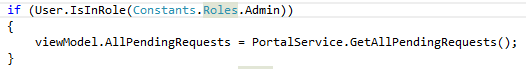 if (User.IsInRole(Constants.Roles.Admin))
{
    viewModel.AllPendingRequests = PortalService.GetAllPendingRequests();
}